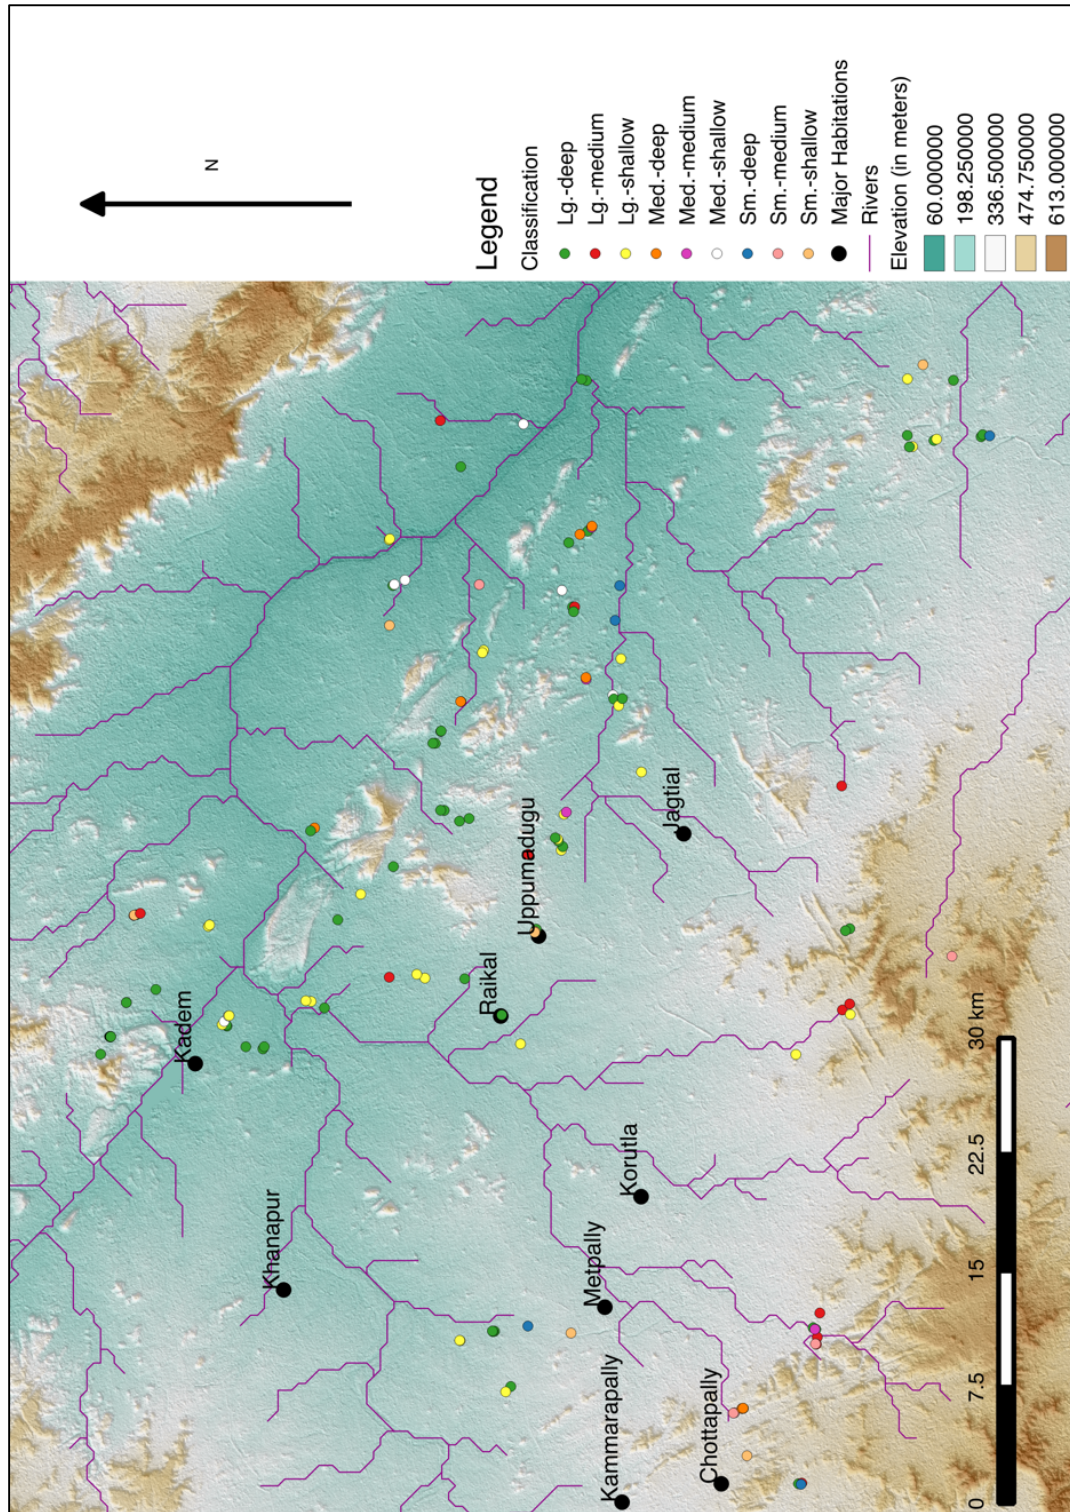 N
Legend
Classification
Lg.-deep
Lg.-medium
Lg.-shallow
Med.-deep
Med.-medium
Med.-shallow
Sm.-deep
Sm.-medium
Sm.-shallow
Major Habitations
Rivers
Elevation (in meters)
60.000000
198.250000
336.500000
474.750000
613.000000
Kadem
Khanapur
Raikal
Uppumadugu
Jagtial
Korutla
Metpally
Kammarapally
Chottapally
0 7.5 15 22.5 30 km